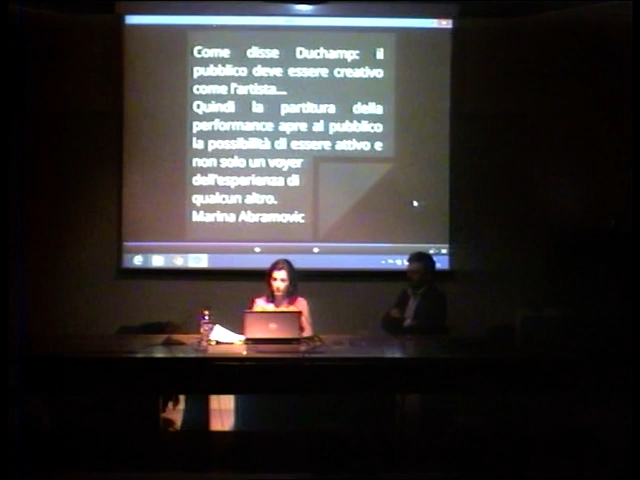 Come disse Duchamp: il
pubblico deve essere creativo
come l'artista...
Quindi la partitura della
performance apre al pubblico
la possibilità di essere attivo e
non solo un voyer
dell'esperienza di
qualcun altro.
Marina Abramovic